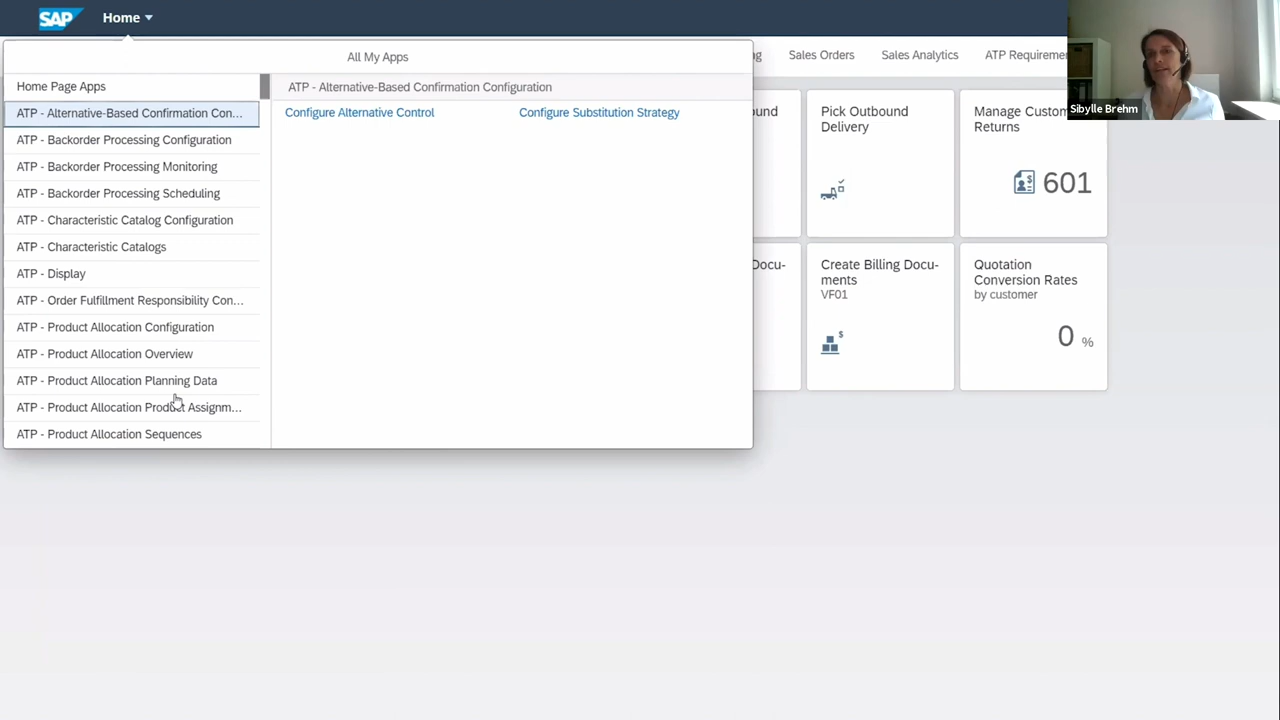 SAP
Home
All My Apps
Home Page Apps
ATP - Alternative-Based Confirmation Con...
ATP - Backorder Processing Configuration
ATP - Backorder Processing Monitoring
ATP - Backorder Processing Scheduling
ATP - Characteristic Catalog Configuration
ATP - Characteristic Catalogs
ATP - Display
ATP - Order Fulfillment Responsibility Con...
ATP - Product Allocation Configuration
ATP - Product Allocation Overview
ATP - Product Allocation Planning Data
ATP - Product Allocation Product Assignm...
ATP - Product Allocation Sequences
ATP - Alternative-Based Confirmation Configuration
Configure Alternative Control
Configure Substitution Strategy
Sales Orders
Sales Analytics
ATP Requirem
Sibylle Brehm
Pick Outbound
Delivery
Manage Custom
Returns
601
Create Billing Docu-
ments
VF01
Quotation
Conversion Rates
by customer
0 %